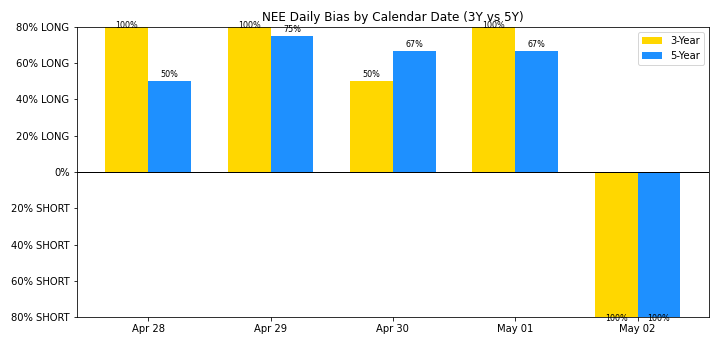 NEE Daily Bias by Calendar Date (3Y vs 5Y)
80% LONG
60% LONG
40% LONG
20% LONG
0%
20% SHORT
40% SHORT
60% SHORT
80% SHORT
100%
50%
100%
75%
50%
67%
100%
67%
100%
100%
3-Year
5-Year
Apr 28
Apr 29
Apr 30
May 01
May 02